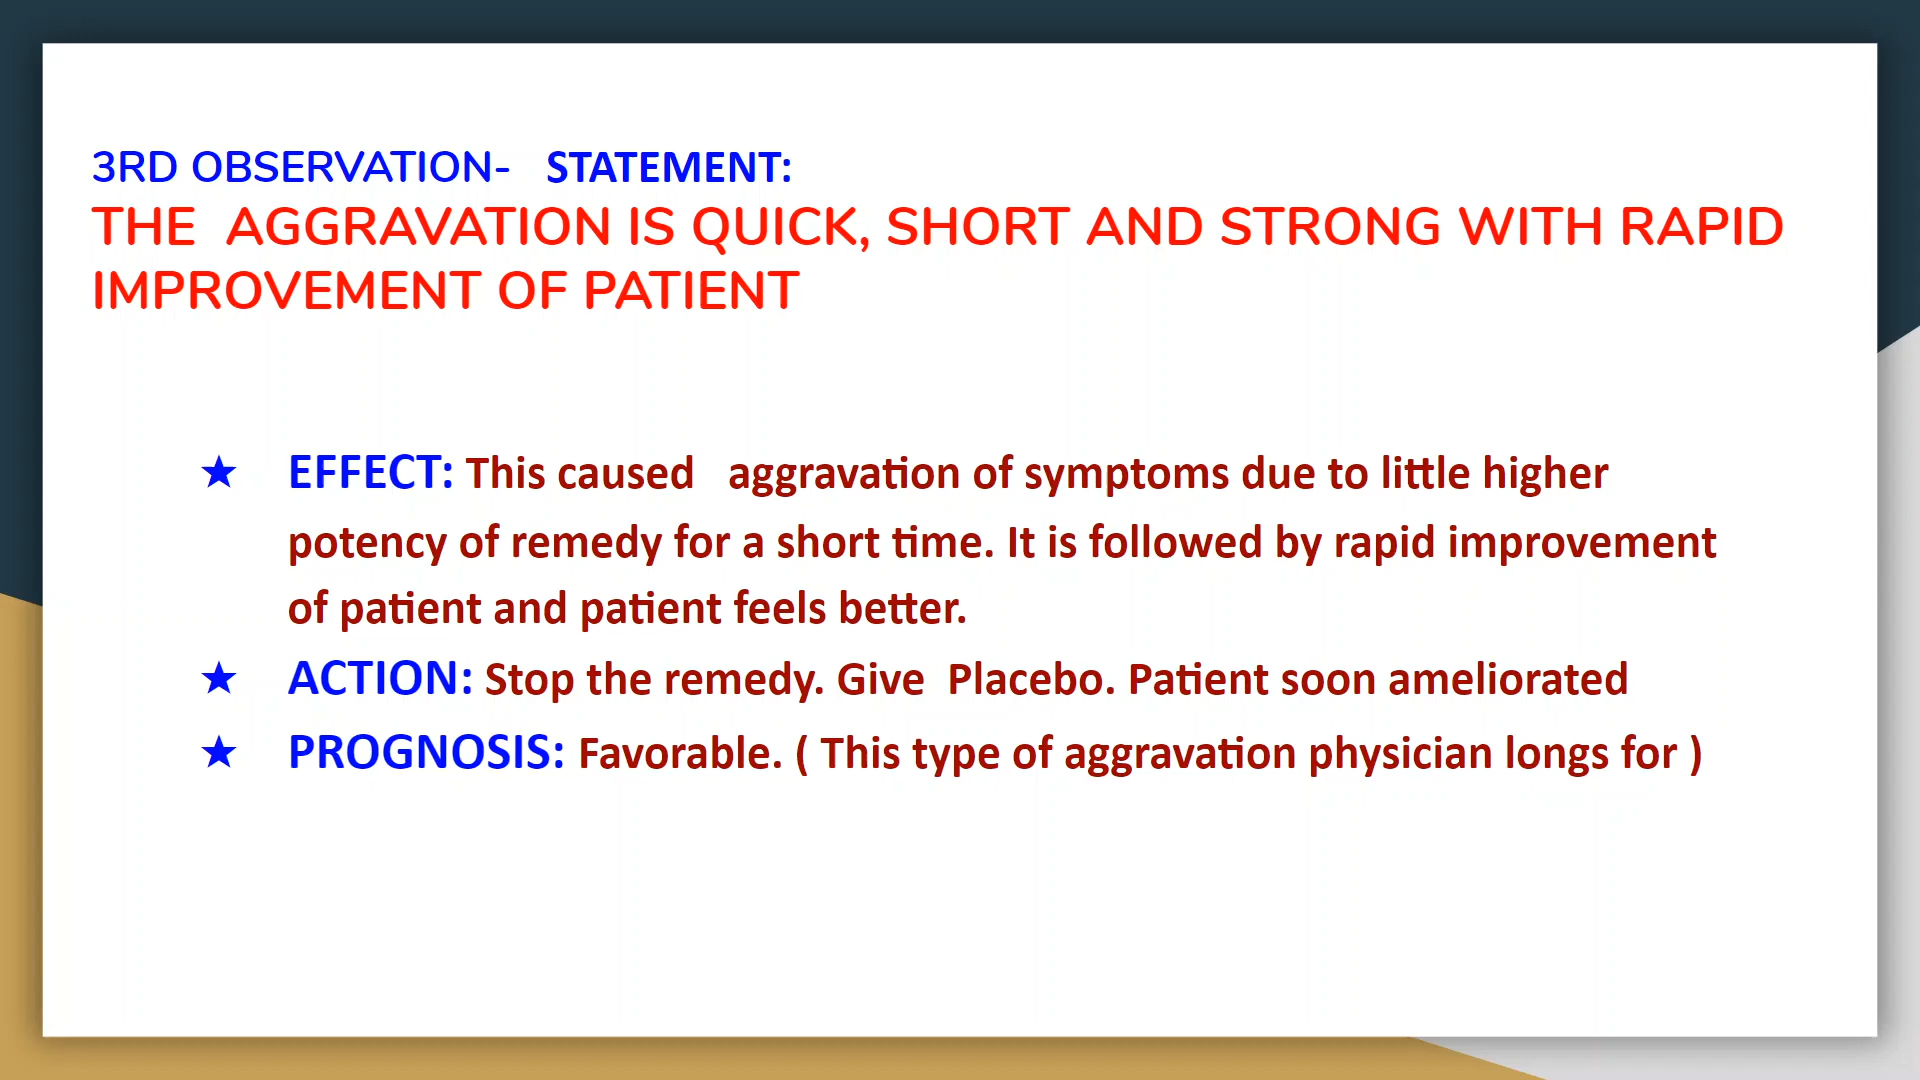 3RD OBSERVATION- STATEMENT:
THE AGGRAVATION IS QUICK, SHORT AND STRONG WITH RAPID
IMPROVEMENT OF PATIENT
★ EFFECT: This caused aggravation of symptoms due to little higher
potency of remedy for a short time. It is followed by rapid improvement
of patient and patient feels better.
★ ACTION: Stop the remedy. Give Placebo. Patient soon ameliorated
★ PROGNOSIS: Favorable. ( This type of aggravation physician longs for )